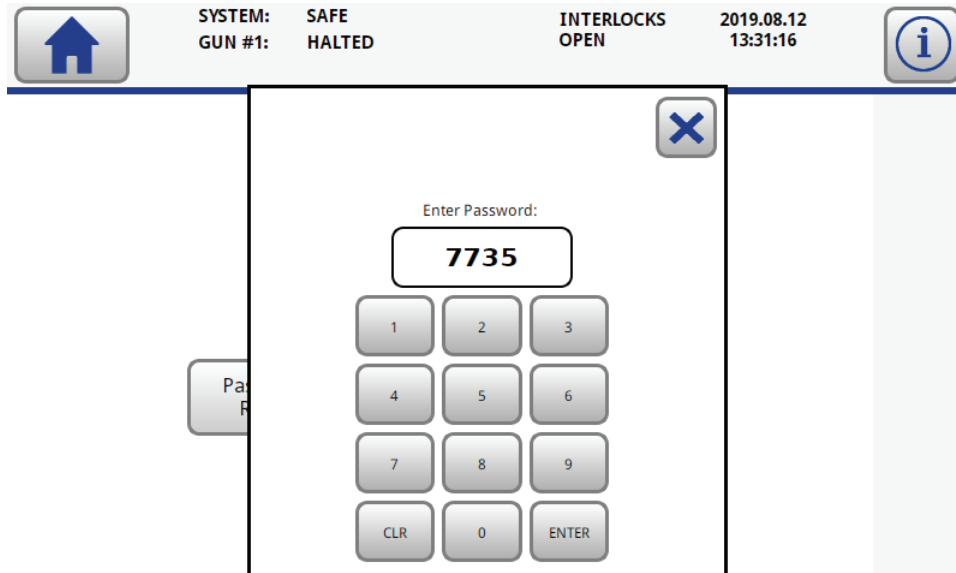 SYSTEM: SAFE
GUN #1: HALTED
INTERLOCKS
OPEN
2019.08.12
13:31:16
i
Enter Password:
7735
1 2 3
4 5 6
7 8 9
CLR 0 ENTER